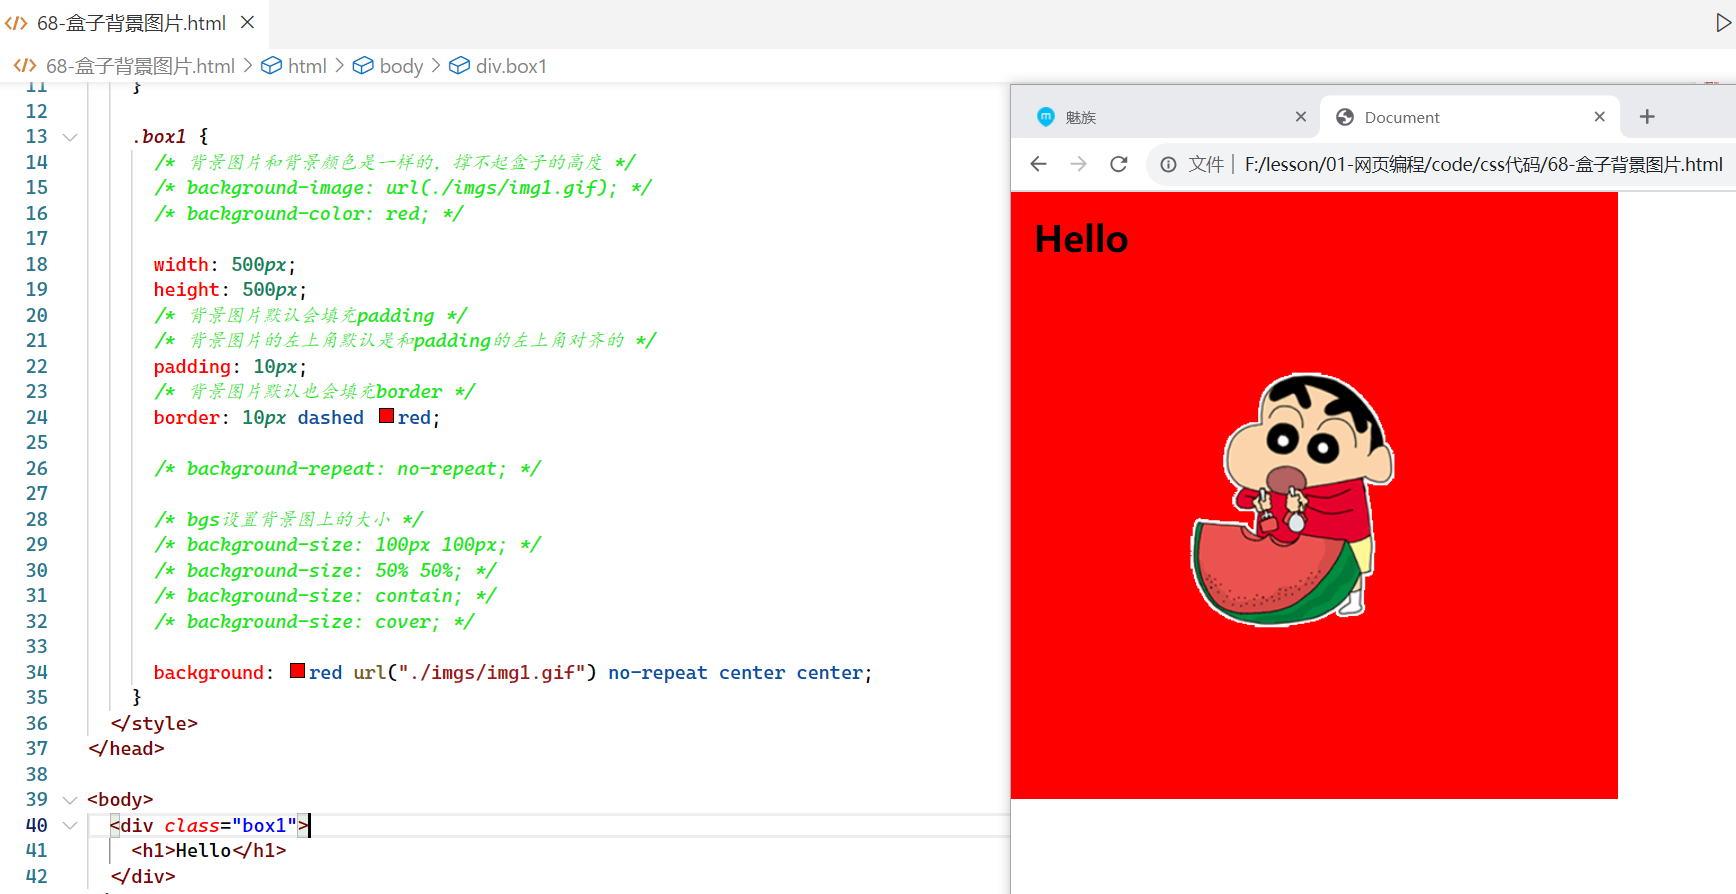 68-盒子背景图片.html
68-盒子背景图片.html > html > body > div.box1
11 }
12
13 .box1 {
14 /* 背景图片和背景颜色是一样的，撑不起盒子的高度 */
15 /* background-image: url(./imgs/img1.gif); */
16 /* background-color: red; */
17
18 width: 500px;
19 height: 500px;
20 /* 背景图片默认会填充padding */
21 /* 背景图片的左上角默认是和padding的左上角对齐的 */
22 padding: 10px;
23 /* 背景图片默认也会填充border */
24 border: 10px dashed red;
25
26 /* background-repeat: no-repeat; */
27
28 /* bgs设置背景图上的大小 */
29 /* background-size: 100px 100px; */
30 /* background-size: 50% 50%; */
31 /* background-size: contain; */
32 /* background-size: cover; */
33
34 background: red url("./imgs/img1.gif") no-repeat center center;
35 }
36 </style>
37 </head>
38
39 <body>
40 <div class="box1">
41 <h1>Hello</h1>
42 </div>
魅族
Document
文件 | F:/lesson/01-网页编程/code/css代码/68-盒子背景图片.html
Hello